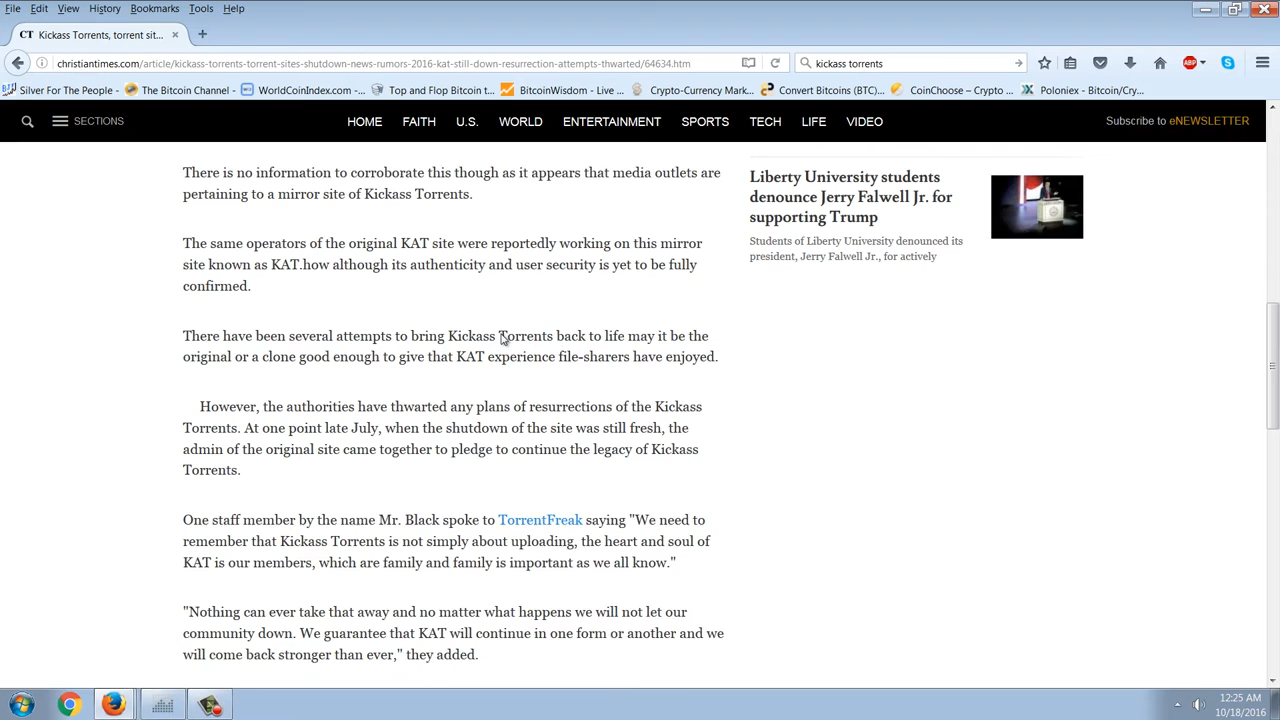 File Edit View History Bookmarks Tools Help
CT Kickass Torrents, torrent sit... × +
christiantimes.com/article/kickass-torrents-torrent-sites-shutdown-news-rumors-2016-kat-still-down-resurrection-attempts-thwarted/64634.htm
kickass torrents
ABP
Silver For The People - The Bitcoin Channel - WorldCoinIndex.com -... Top and Flop Bitcoin t... BitcoinWisdom - Live ... Crypto-Currency Mark... Convert Bitcoins (BTC)... CoinChoose – Crypto ... Poloniex - Bitcoin/Cry...
SECTIONS
HOME FAITH U.S. WORLD ENTERTAINMENT SPORTS TECH LIFE VIDEO
Subscribe to eNEWSLETTER
There is no information to corroborate this though as it appears that media outlets are
pertaining to a mirror site of Kickass Torrents.
The same operators of the original KAT site were reportedly working on this mirror
site known as KAT.how although its authenticity and user security is yet to be fully
confirmed.
There have been several attempts to bring Kickass Torrents back to life may it be the
original or a clone good enough to give that KAT experience file-sharers have enjoyed.
However, the authorities have thwarted any plans of resurrections of the Kickass
Torrents. At one point late July, when the shutdown of the site was still fresh, the
admin of the original site came together to pledge to continue the legacy of Kickass
Torrents.
One staff member by the name Mr. Black spoke to TorrentFreak saying "We need to
remember that Kickass Torrents is not simply about uploading, the heart and soul of
KAT is our members, which are family and family is important as we all know."
"Nothing can ever take that away and no matter what happens we will not let our
community down. We guarantee that KAT will continue in one form or another and we
will come back stronger than ever," they added.
Liberty University students
denounce Jerry Falwell Jr. for
supporting Trump
Students of Liberty University denounced its
president, Jerry Falwell Jr., for actively
12:25 AM
10/18/2016